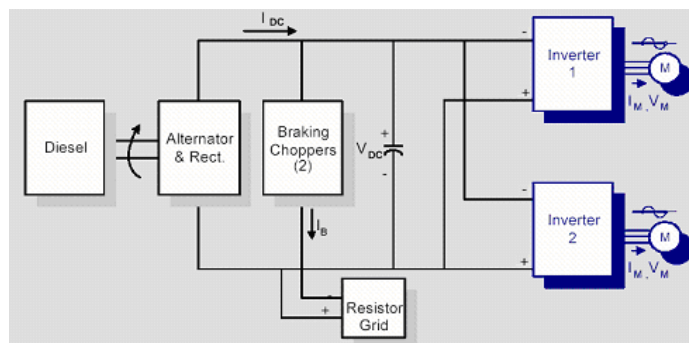 I DC
Inverter
1
-
+
M
I M, V M
Diesel
Alternator
& Rect.
Braking
Choppers
(2)
V DC
+
-
I B
Inverter
2
-
+
M
I M, V M
-
+
Resistor
Grid